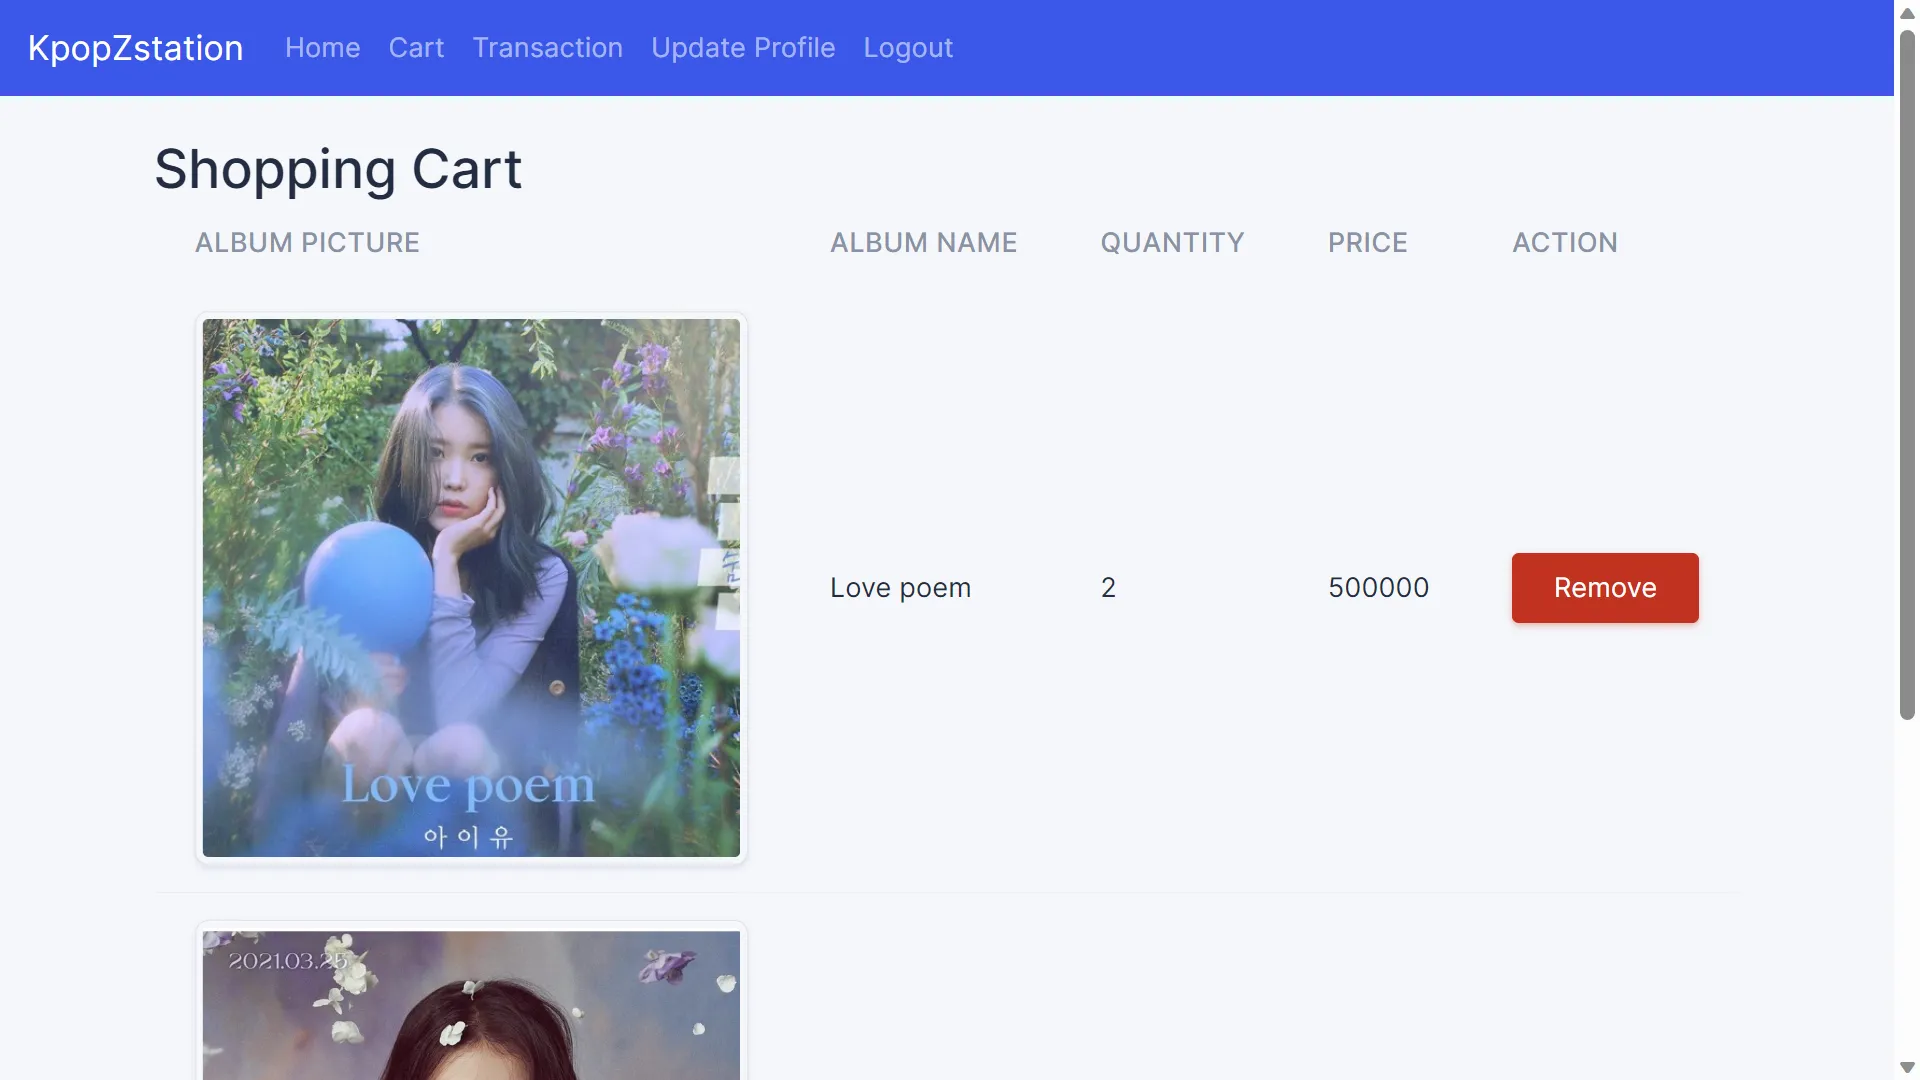 KpopZstation Home Cart Transaction Update Profile Logout
Shopping Cart
ALBUM PICTURE ALBUM NAME QUANTITY PRICE ACTION
Love poem
아이유
Love poem 2 500000 Remove
2021.03.25